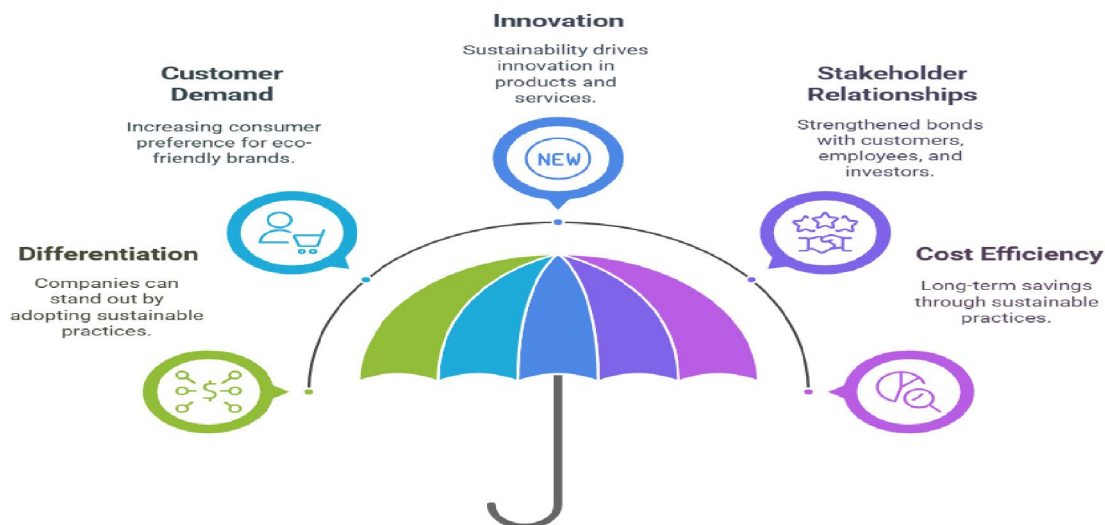 Differentiation
Companies can
stand out by
adopting sustainable
practices.
Customer
Demand
Increasing consumer
preference for eco-
friendly brands.
Innovation
Sustainability drives
innovation in
products and
services.
NEW
Stakeholder
Relationships
Strengthened bonds
with customers,
employees, and
investors.
Cost Efficiency
Long-term savings
through sustainable
practices.
$